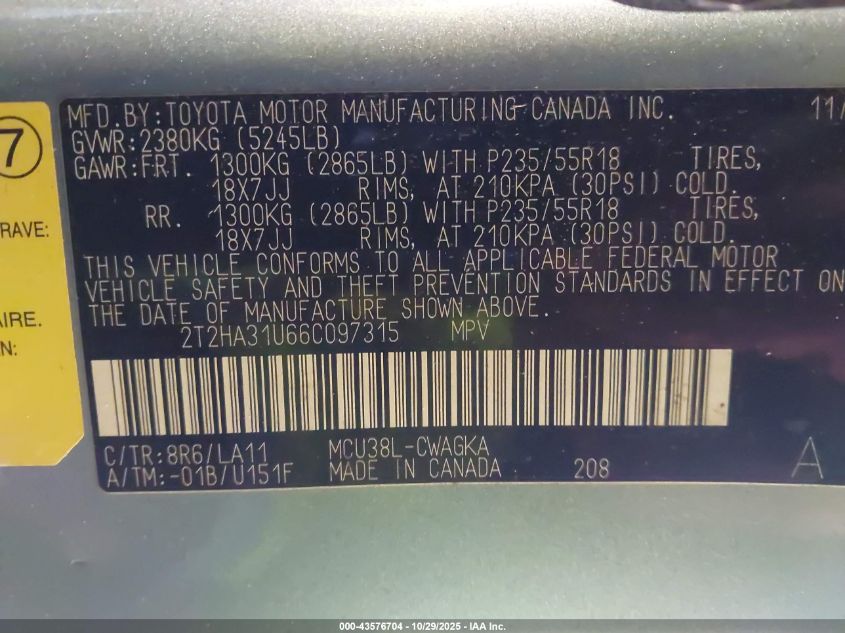 MFD.BY:TOYOTA MOTOR MANUFACTURING CANADA INC. 11/
GVWR:2380KG (5245LB)
GAWR:FRT. 1300KG (2865LB) WITH P235/55R18 TIRES,
18X7JJ RIMS, AT 210KPA (30PSI) COLD.
RR. 1300KG (2865LB) WITH P235/55R18 TIRES,
18X7JJ RIMS, AT 210KPA (30PSI) COLD.
THIS VEHICLE CONFORMS TO ALL APPLICABLE FEDERAL MOTOR
VEHICLE SAFETY AND THEFT PREVENTION STANDARDS IN EFFECT ON
THE DATE OF MANUFACTURE SHOWN ABOVE.
2T2HA31U66C097315 MPV
C/TR:8R6/LA11 MCU38L-CWAGKA
A/TM:-01B/U151F MADE IN CANADA 208 A
7
RAVE:
AIRE.
N:
000-43576704 - 10/29/2025 - IAA Inc.